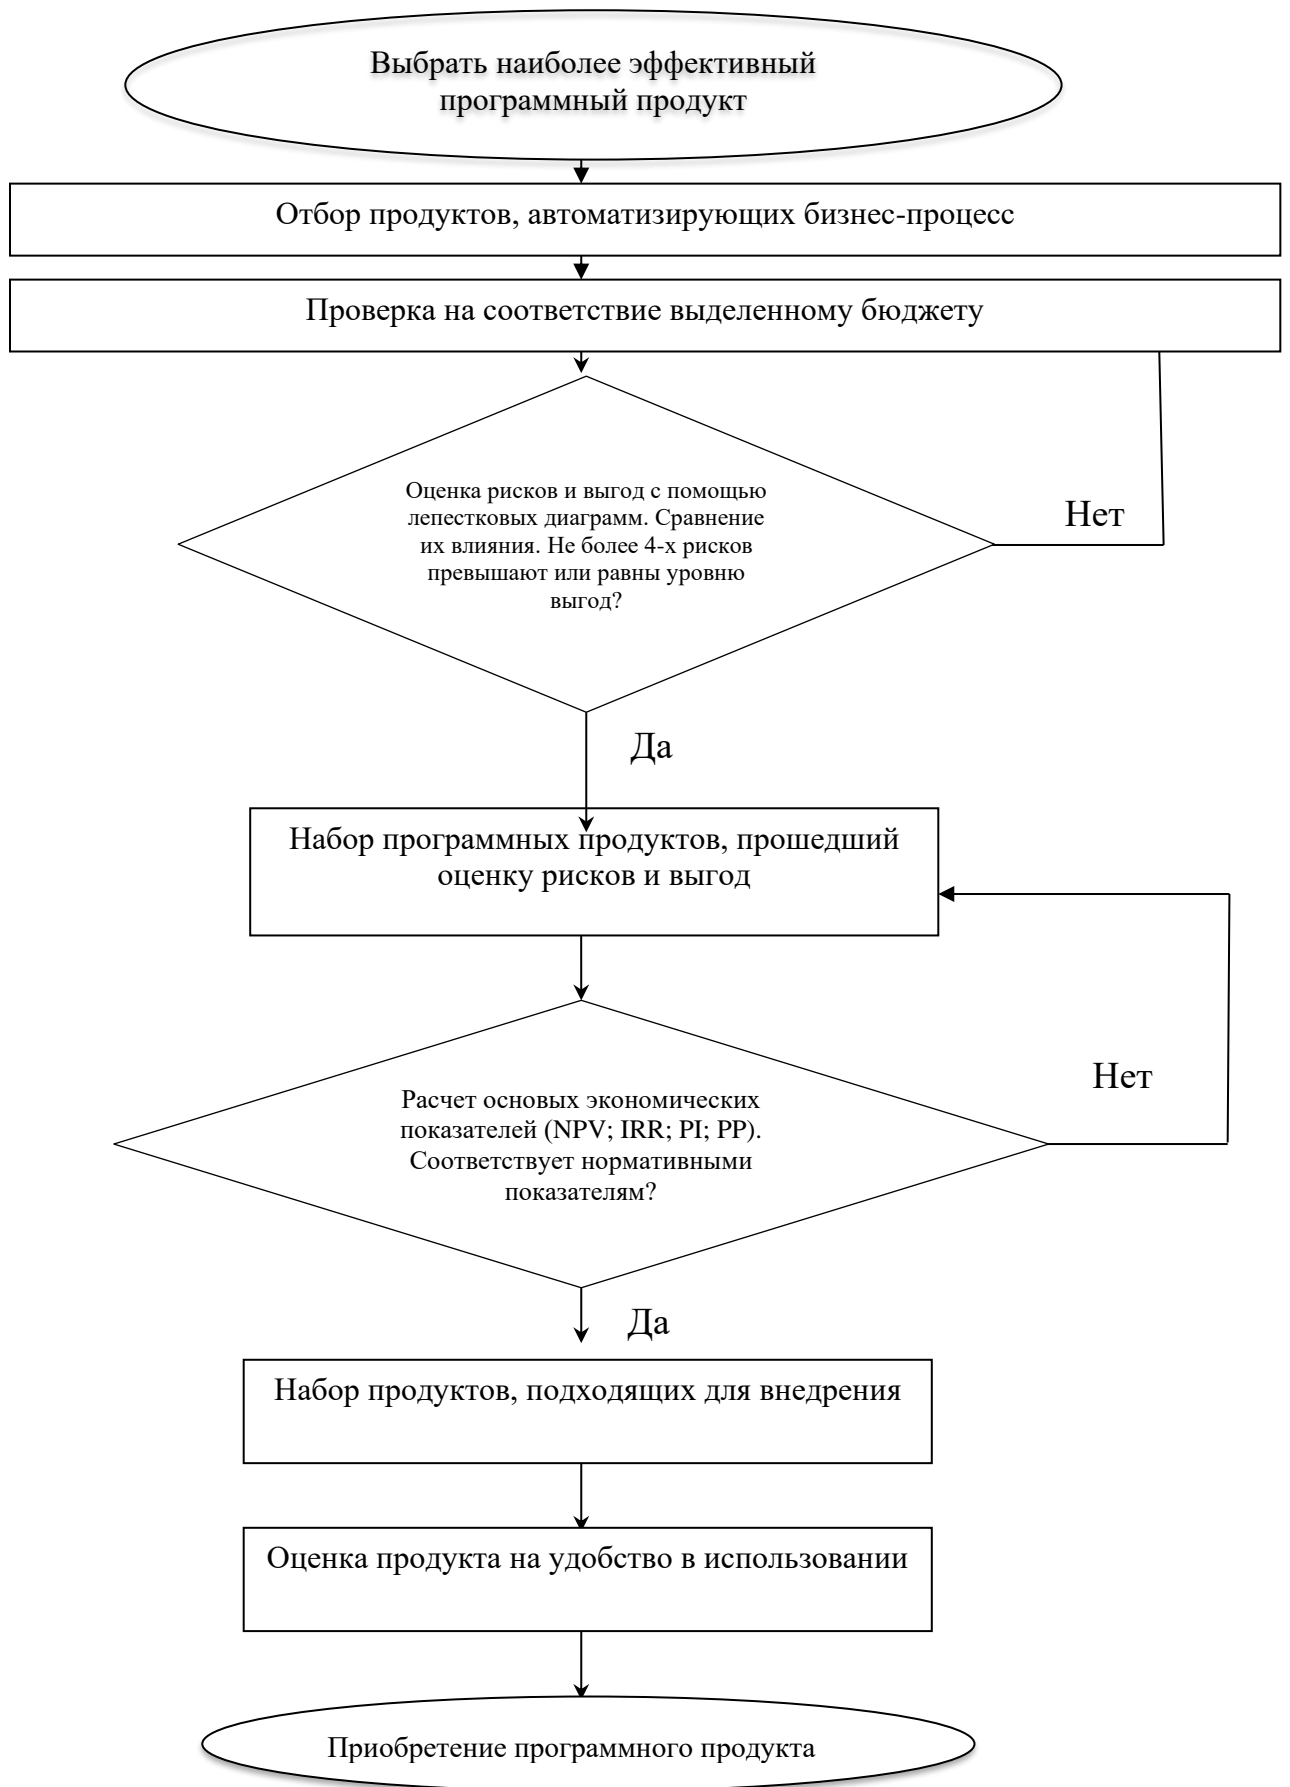 Выбрать наиболее эффективный
программный продукт
Отбор продуктов, автоматизирующих бизнес-процесс
Проверка на соответствие выделенному бюджету
Оценка рисков и выгод с помощью
лепестковых диаграмм. Сравнение
их влияния. Не более 4-х рисков
превышают или равны уровню
выгод?
Нет
Да
Набор программных продуктов, прошедший
оценку рисков и выгод
Нет
Расчет основых экономических
показателей (NPV; IRR; PI; PP).
Соответствует нормативными
показателям?
Да
Набор продуктов, подходящих для внедрения
Оценка продукта на удобство в использовании
Приобретение программного продукта